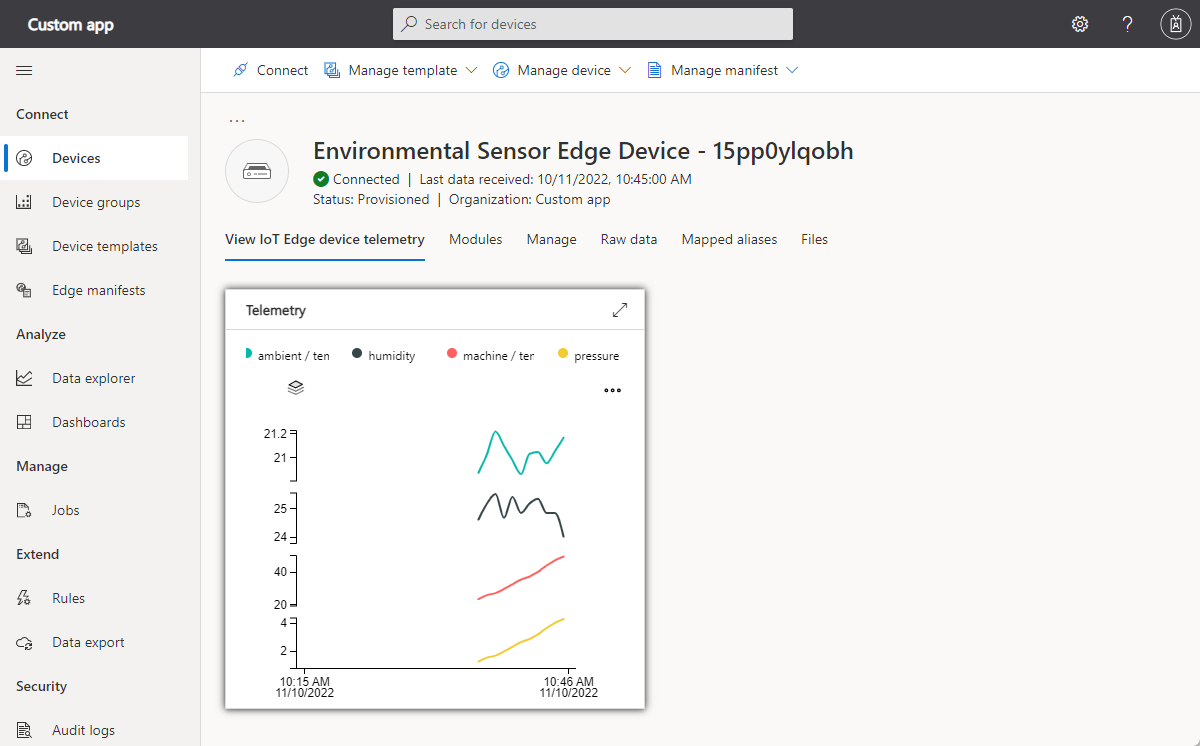 Custom app
Search for devices
?
Connect
Manage template
Manage device
Manage manifest
Connect
Devices
Device groups
Device templates
Edge manifests
Analyze
Data explorer
Dashboards
Manage
Jobs
Extend
Rules
Data export
Security
Audit logs
...
Environmental Sensor Edge Device - 15pp0ylqobh
Connected | Last data received: 10/11/2022, 10:45:00 AM
Status: Provisioned | Organization: Custom app
View IoT Edge device telemetry Modules Manage Raw data Mapped aliases Files
Telemetry
ambient / ten humidity machine / ter pressure
21.2
21
25
24
40
20
4
2
10:15 AM 10:46 AM
11/10/2022 11/10/2022